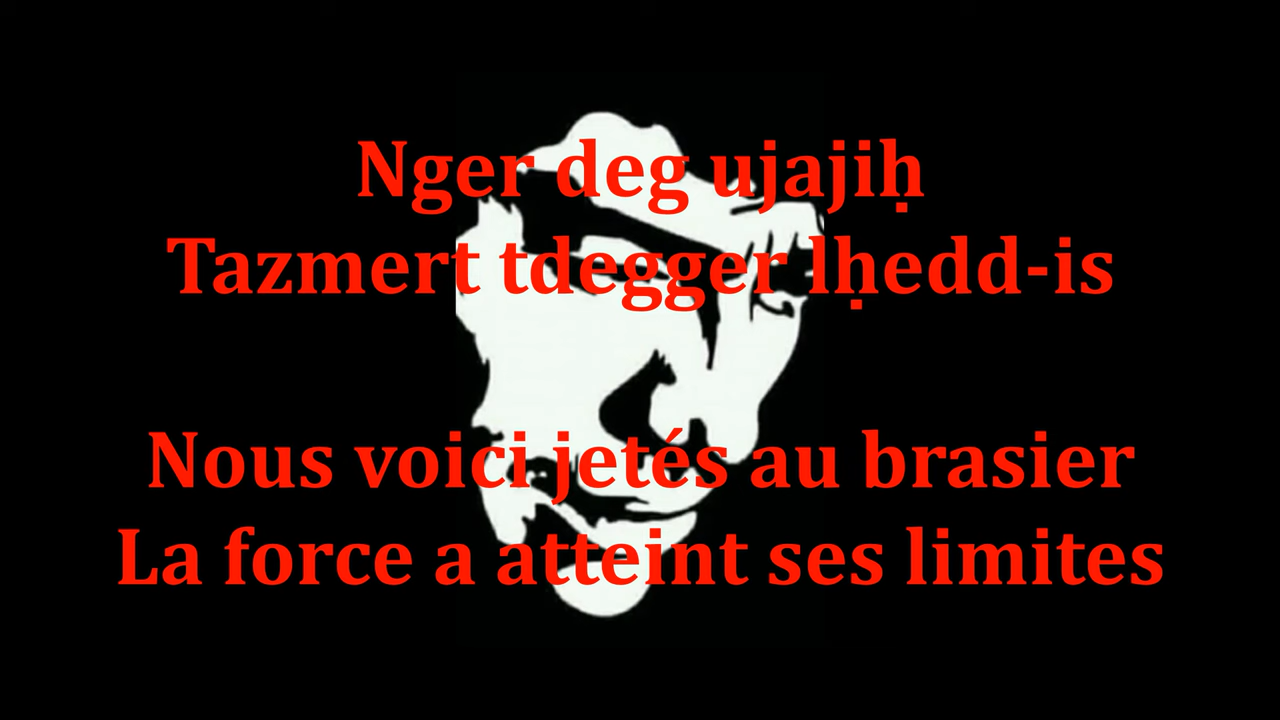 Nger deg ujajiḥ
Tazmert tdegger lḥedd-is
Nous voici jetés au brasier
La force a atteint ses limites